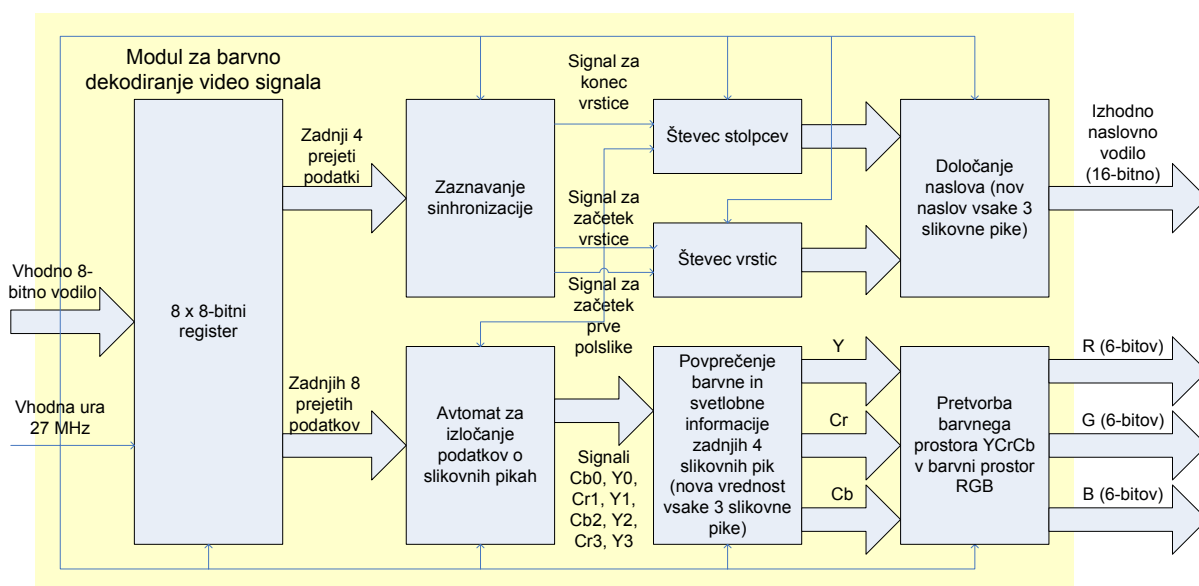 Modul za barvno
dekodiranje video signala
Vhodno 8-
bitno vodilo
Vhodna ura
27 MHz
8 x 8-bitni
register
Zadnji 4
prejeti
podatki
Zadnjih 8
prejetih
podatkov
Zaznavanje
sinhronizacije
Avtomat za
izločanje
podatkov o
slikovnih pikah
Signal za
konec
vrstice
Signal za
začetek
vrstice
Signal za
začetek
prve
polslike
Signali
Cb0, Y0,
Cr1, Y1,
Cb2, Y2,
Cr3, Y3
Števec stolpcev
Števec vrstic
Povprečenje
barvne in
svetlobne
informacije
zadnjih 4
slikovnih pik
(nova vrednost
vsake 3 slikovne
pike)
Y
Cr
Cb
Določanje
naslova (nov
naslov vsake 3
slikovne pike)
Pretvorba
barvnega
prostora YCrCb
v barvni prostor
RGB
Izhodno
naslovno
vodilo
(16-bitno)
R (6-bitov)
G (6-bitov)
B (6-bitov)